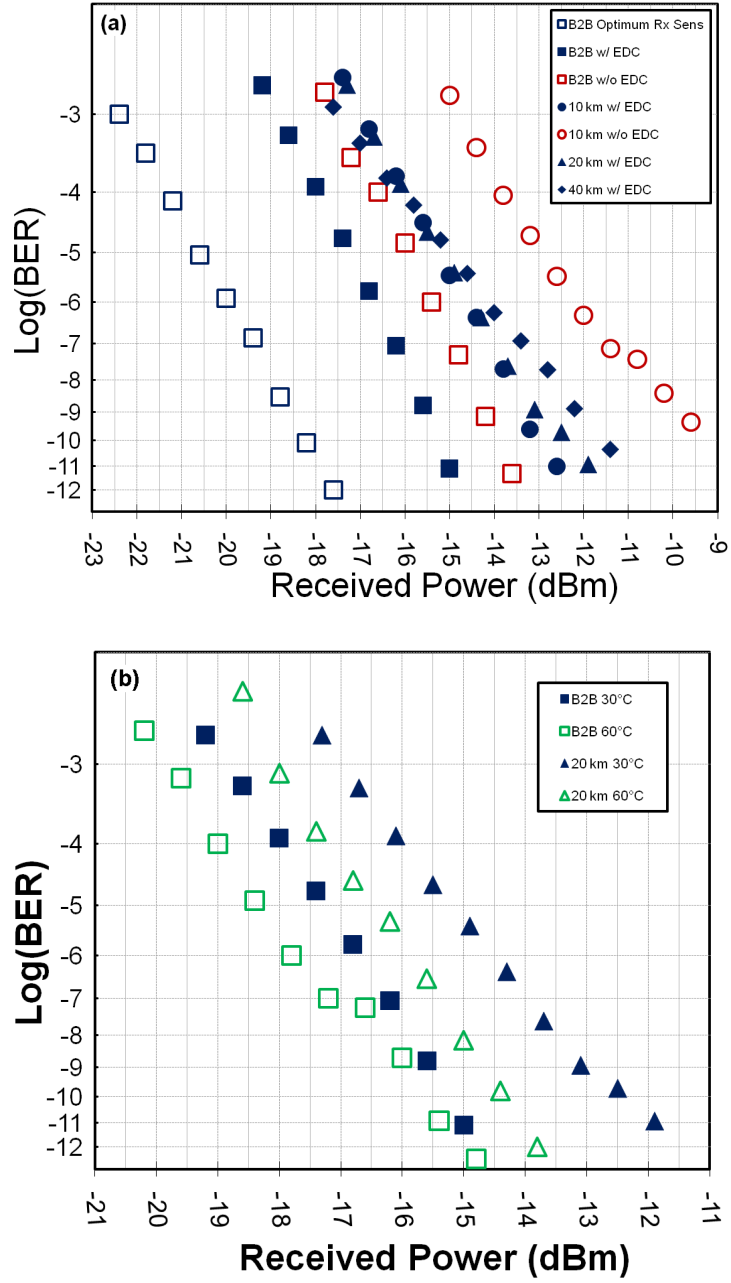 (a)
B2B Optimum Rx Sens
B2B w/ EDC
B2B w/o EDC
10 km w/ EDC
10 km w/o EDC
20 km w/ EDC
40 km w/ EDC
Log(BER)
-3
-4
-5
-6
-7
-8
-9
-10
-11
-12
-23
-22
-21
-20
-19
-18
-17
-16
-15
-14
-13
-12
-11
-10
-9
Received Power (dBm)
(b)
B2B 30°C
B2B 60°C
20 km 30°C
20 km 60°C
Log(BER)
-3
-4
-5
-6
-7
-8
-9
-10
-11
-12
-21
-20
-19
-18
-17
-16
-15
-14
-13
-12
-11
Received Power (dBm)